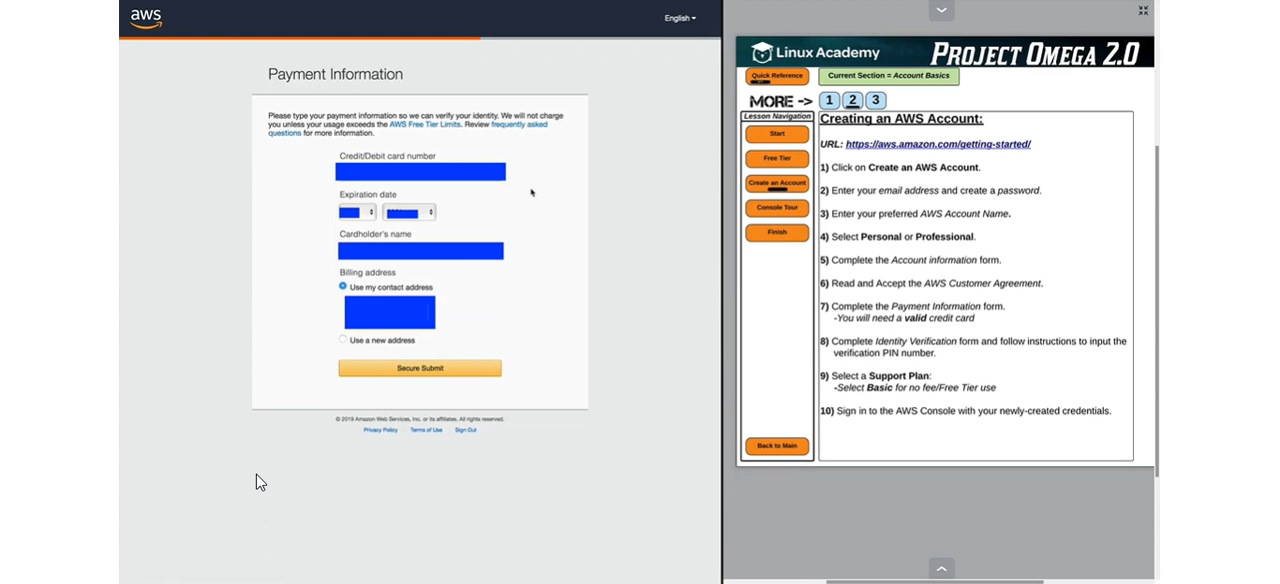 aws
English
Payment Information
Please type your payment information so we can verify your identity. We will not charge
you unless your usage exceeds the AWS Free Tier Limits. Review frequently asked
questions for more information.
Credit/Debit card number
Expiration date
Cardholder's name
Billing address
Use my contact address
Use a new address
Secure Submit
© 2019 Amazon Web Services, Inc. or its affiliates. All rights reserved.
Privacy Policy Terms of Use Sign Out
Linux Academy PROJECT OMEGA 2.0
Quick Reference Current Section = Account Basics
MORE -> 1 2 3
Lesson Navigation
Start
Free Tier
Create an Account
Console Tour
Finish
Back to Main
Creating an AWS Account:
URL: https://aws.amazon.com/getting-started/
1) Click on Create an AWS Account.
2) Enter your email address and create a password.
3) Enter your preferred AWS Account Name.
4) Select Personal or Professional.
5) Complete the Account information form.
6) Read and Accept the AWS Customer Agreement.
7) Complete the Payment Information form.
-You will need a valid credit card
8) Complete Identity Verification form and follow instructions to input the
verification PIN number.
9) Select a Support Plan:
-Select Basic for no fee/Free Tier use
10) Sign in to the AWS Console with your newly-created credentials.